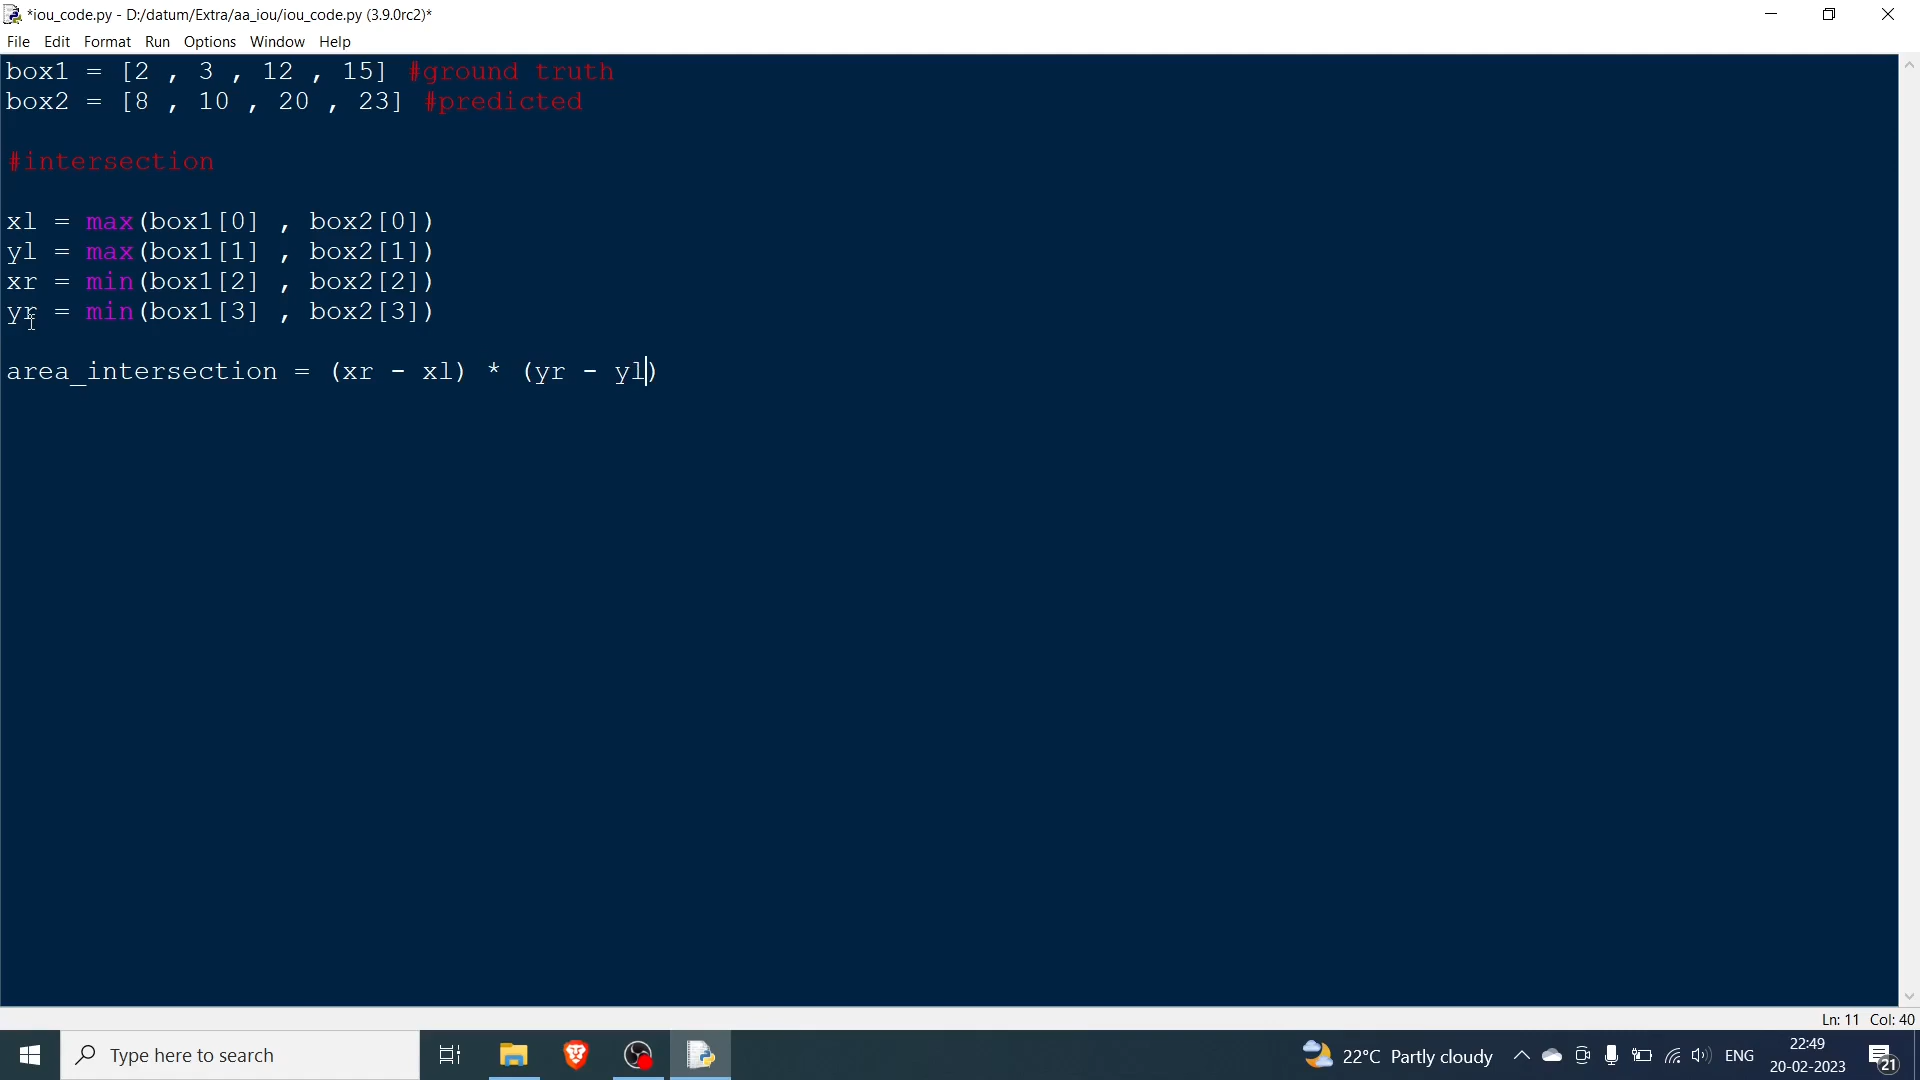 *iou_code.py - D:/datum/Extra/aa_iou/iou_code.py (3.9.0rc2)*
File Edit Format Run Options Window Help
box1 = [2 , 3 , 12 , 15] #ground truth
box2 = [8 , 10 , 20 , 23] #predicted
#intersection
xl = max(box1[0] , box2[0])
yl = max(box1[1] , box2[1])
xr = min(box1[2] , box2[2])
yr = min(box1[3] , box2[3])
area_intersection = (xr - xl) * (yr - yl)
Ln: 11 Col: 40
Type here to search
22°C Partly cloudy
ENG
22:49
20-02-2023
21